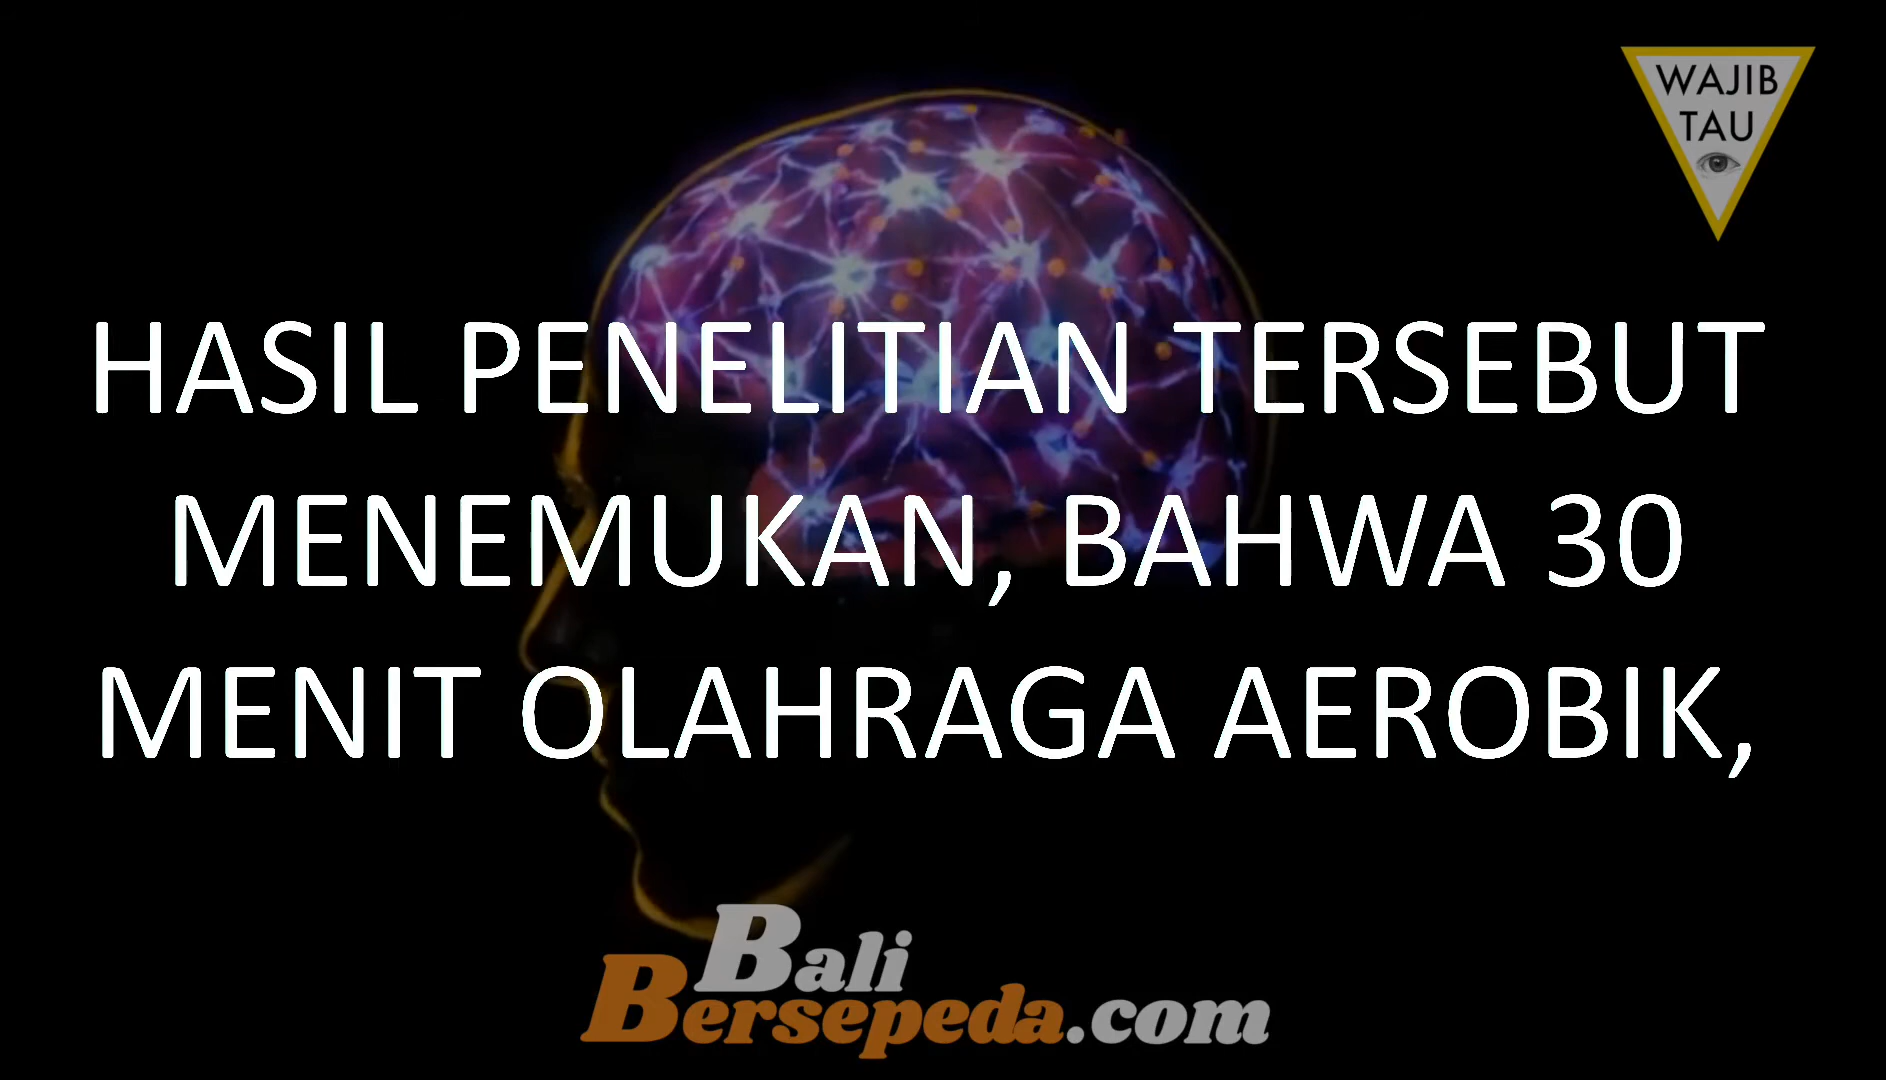 WAJIB
TAU
HASIL PENELITIAN TERSEBUT
MENEMUKAN, BAHWA 30
MENIT OLAHRAGA AEROBIK,
Bali
Bersepeda.com